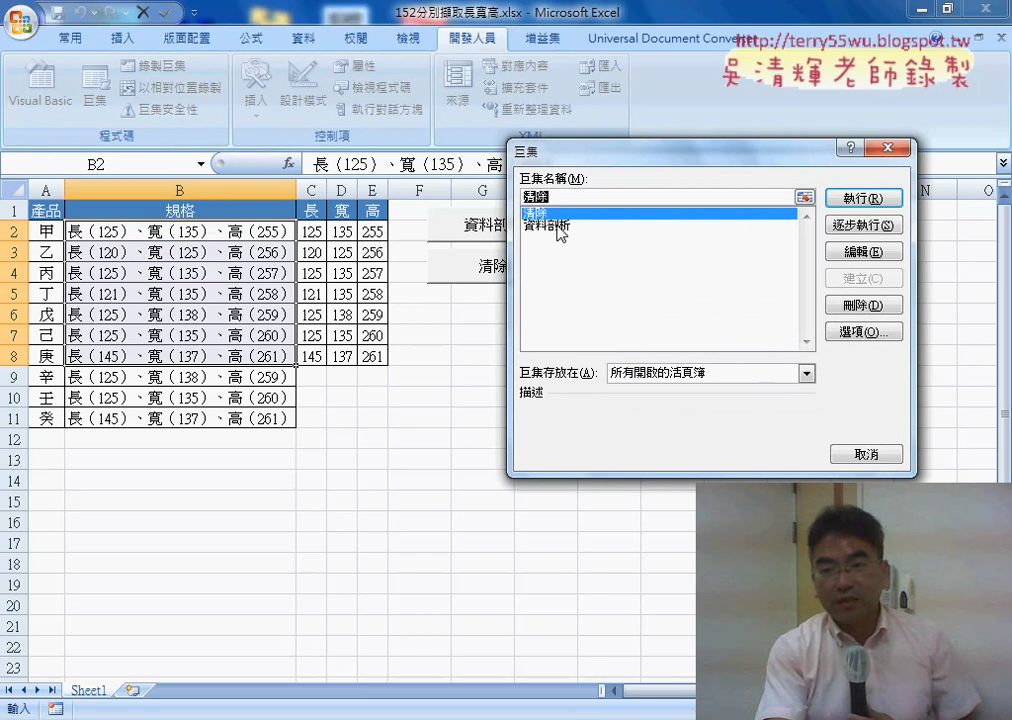 152分別擷取長寬高.xlsx - Microsoft Excel
常用 插入 版面配置 公式 資料 校閱 檢視 開發人員 增益集 Universal Document Conve
http://terry55wu.blogspot.tw
吳清輝老師錄製
Visual Basic 巨集 錄製巨集 以相對位置錄製 巨集安全性
插入 設計模式 屬性 檢視程式碼 執行對話方塊
來源 對應內容 擴充套件 重新整理資料 匯入 匯出
程式碼 控制項 XML
B2 fx 長（125）、寬（135）、高
A B C D E F G N O
1 產品 規格 長 寬 高
2 甲 長（125）、寬（135）、高（255） 125 135 255
3 乙 長（120）、寬（125）、高（256） 120 125 256
4 丙 長（125）、寬（135）、高（257） 125 135 257
5 丁 長（121）、寬（135）、高（258） 121 135 258
6 戊 長（125）、寬（138）、高（259） 125 138 259
7 己 長（125）、寬（135）、高（260） 125 135 260
8 庚 長（145）、寬（137）、高（261） 145 137 261
9 辛 長（125）、寬（138）、高（259）
10 壬 長（125）、寬（135）、高（260）
11 癸 長（145）、寬（137）、高（261）
12
13
14
15
16
17
18
19
20
21
22
23
資料剖
清除
巨集
巨集名稱(M):
清除
清除
資料剖析
執行(R)
逐步執行(S)
編輯(E)
建立(C)
刪除(D)
選項(O)...
巨集存放在(A): 所有開啟的活頁簿
描述
取消
Sheet1
輸入